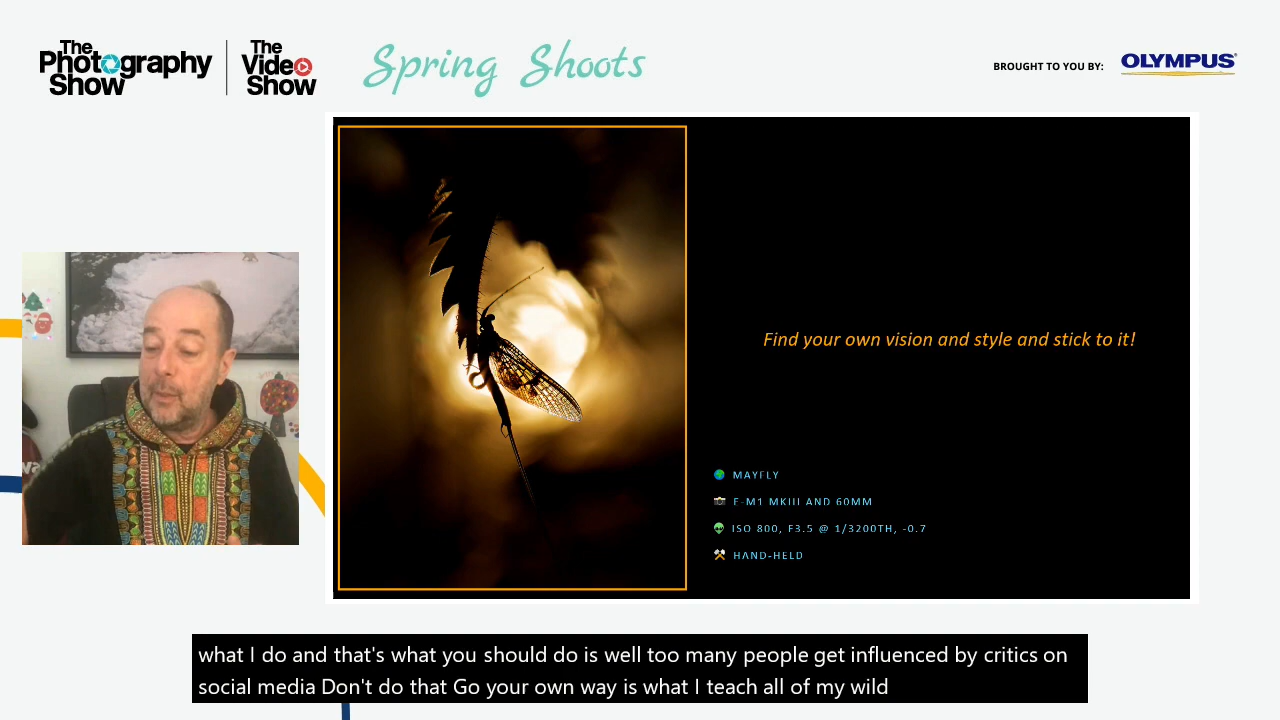 The
Photography
Show
The
Video
Show
Spring Shoots
BROUGHT TO YOU BY:
OLYMPUS
Find your own vision and style and stick to it!
MAYFLY
E-M1 MKIII AND 60MM
ISO 800, F3.5 @ 1/3200TH, -0.7
HAND-HELD
what I do and that's what you should do is well too many people get influenced by critics on
social media Don't do that Go your own way is what I teach all of my wild